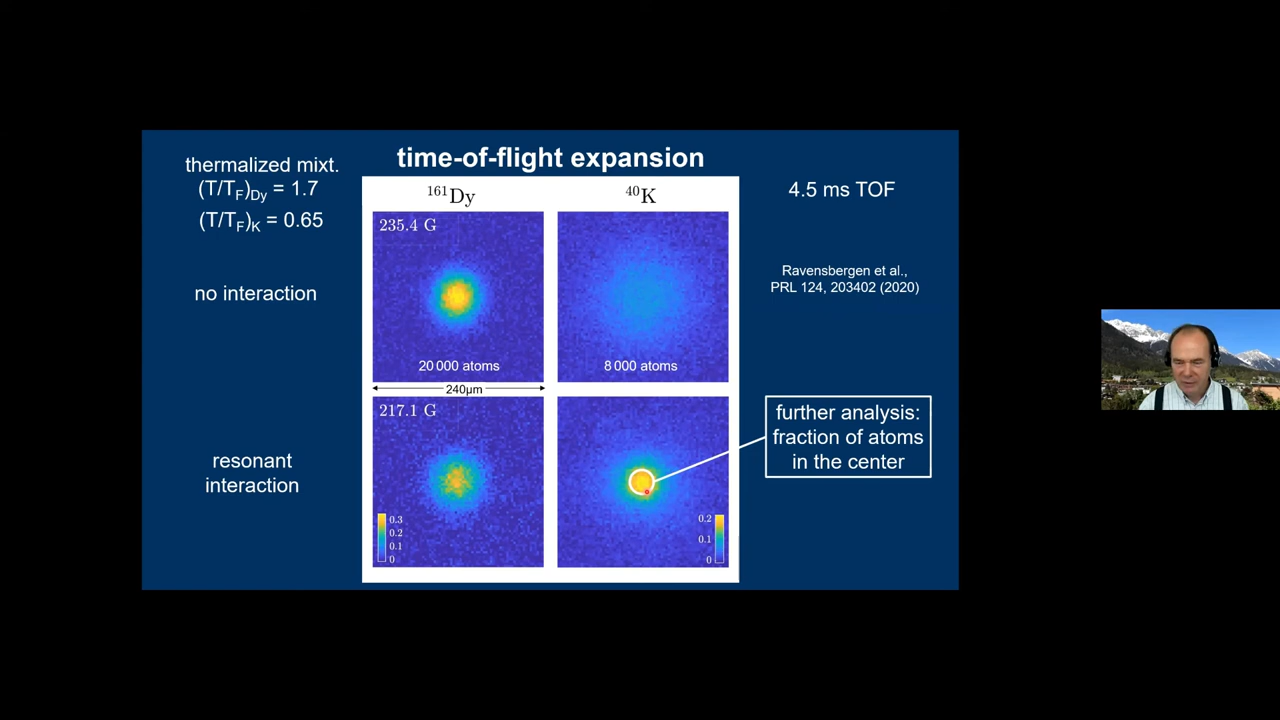 time-of-flight expansion
thermalized mixt.
(T/T_F)_Dy = 1.7
(T/T_F)_K = 0.65
no interaction
resonant
interaction
¹⁶¹Dy
⁴⁰K
235.4 G
20 000 atoms
8 000 atoms
240μm
217.1 G
0.3
0.2
0.1
0
0.2
0.1
0
4.5 ms TOF
Ravensbergen et al.,
PRL 124, 203402 (2020)
further analysis:
fraction of atoms
in the center